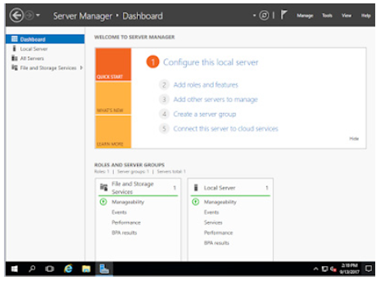 Server Manager • Dashboard
Manage Tools View Help
Dashboard
Local Server
All Servers
File and Storage Services
WELCOME TO SERVER MANAGER
QUICK START
WHAT'S NEW
LEARN MORE
1 Configure this local server
2 Add roles and features
3 Add other servers to manage
4 Create a server group
5 Connect this server to cloud services
Hide
ROLES AND SERVER GROUPS
Roles: 1 | Server groups: 1 | Servers total: 1
File and Storage Services 1
Manageability
Events
Performance
BPA results
Local Server 1
Manageability
Events
Services
Performance
BPA results
2:19 PM
9/13/2017